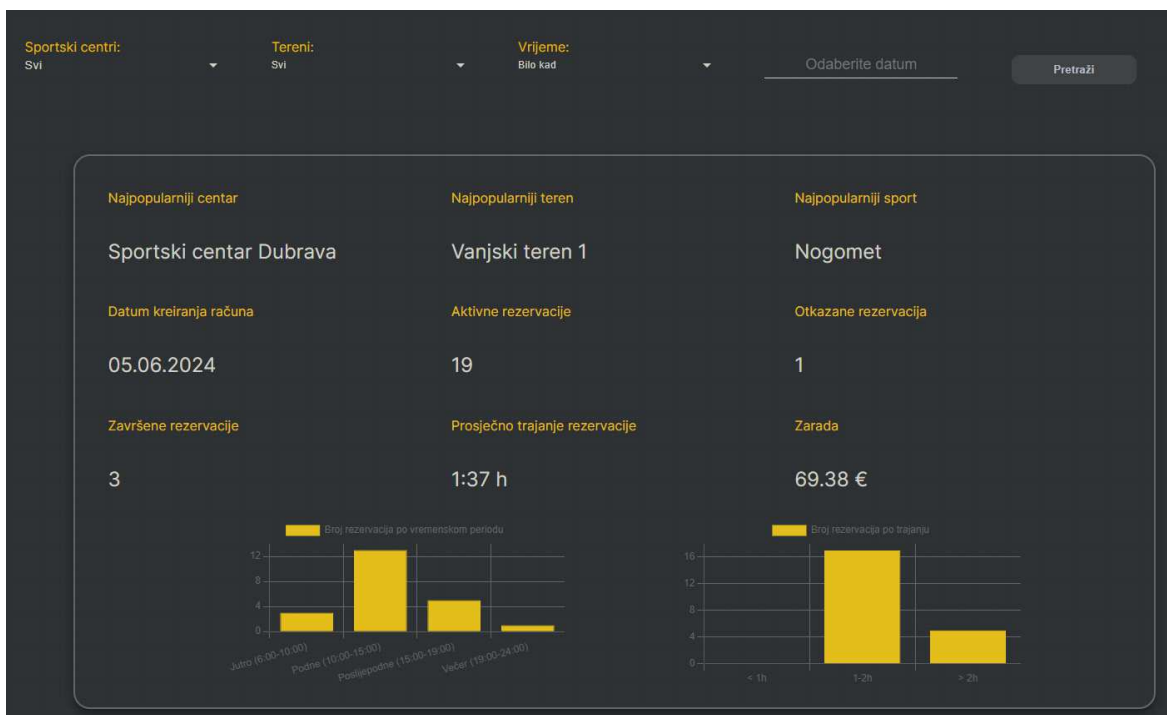 Sportski centri: Tereni: Vrijeme:
Svi Svi Bilo kad Odaberite datum Pretraži
Najpopularniji centar Najpopularniji teren Najpopularniji sport
Sportski centar Dubrava Vanjski teren 1 Nogomet
Datum kreiranja računa Aktivne rezervacije Otkazane rezervacija
05.06.2024 19 1
Završene rezervacije Prosječno trajanje rezervacije Zarada
3 1:37 h 69.38 €
Broj rezervacija po vremenskom periodu
12
8
4
0
Jutro (6:00-10:00) Podne (10:00-15:00) Poslijepodne (15:00-19:00) Večer (19:00-24:00)
Broj rezervacija po trajanju
16
12
8
4
0
< 1h 1-2h > 2h